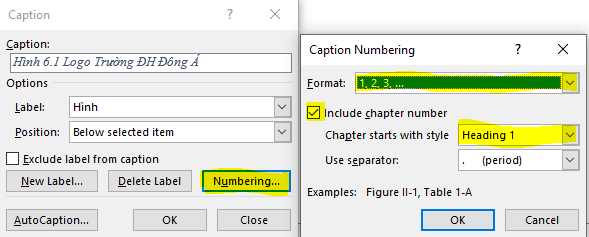 Caption
Caption:
Hình 6.1 Logo Trường ĐH Đông Á
Options
Label: Hình
Position: Below selected item
Exclude label from caption
New Label... Delete Label Numbering...
AutoCaption... OK Close
Caption Numbering
Format: 1, 2, 3, ...
Include chapter number
Chapter starts with style Heading 1
Use separator: . (period)
Examples: Figure II-1, Table 1-A
OK Cancel